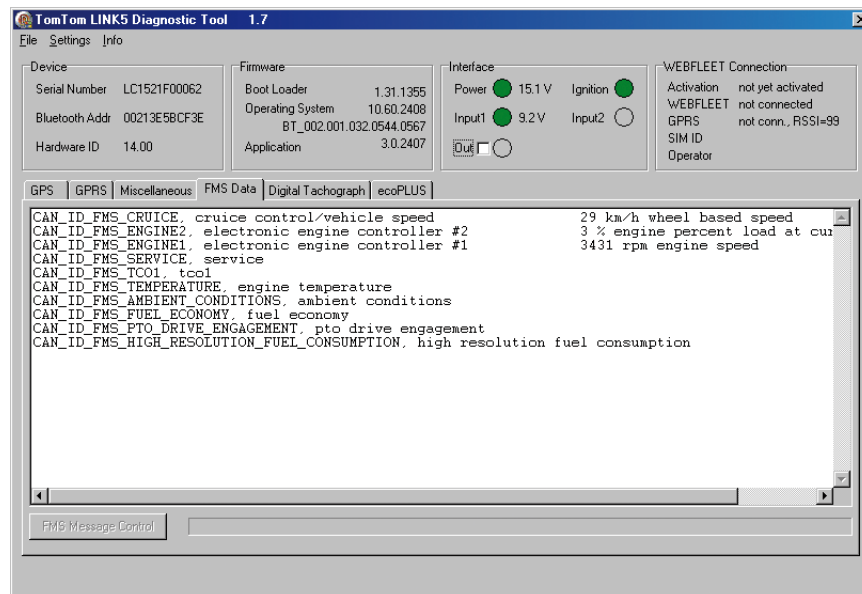 TomTom LINK5 Diagnostic Tool 1.7
File Settings Info
Device
Serial Number LC1521F00062
Bluetooth Addr 00213E5BCF3E
Hardware ID 14.00
Firmware
Boot Loader 1.31.1355
Operating System 10.60.2408
BT_002.001.032.0544.0567
Application 3.0.2407
Interface
Power 15.1 V Ignition
Input1 9.2 V Input2
Out
WEBFLEET Connection
Activation not yet activated
WEBFLEET not connected
GPRS not conn., RSSI=99
SIM ID
Operator
GPS GPRS Miscellaneous FMS Data Digital Tachograph ecoPLUS
CAN_ID_FMS_CRUICE, cruice control/vehicle speed 29 km/h wheel based speed
CAN_ID_FMS_ENGINE2, electronic engine controller #2 3 % engine percent load at cur
CAN_ID_FMS_ENGINE1, electronic engine controller #1 3431 rpm engine speed
CAN_ID_FMS_SERVICE, service
CAN_ID_FMS_TCO1, tco1
CAN_ID_FMS_TEMPERATURE, engine temperature
CAN_ID_FMS_AMBIENT_CONDITIONS, ambient conditions
CAN_ID_FMS_FUEL_ECONOMY, fuel economy
CAN_ID_FMS_PTO_DRIVE_ENGAGEMENT, pto drive engagement
CAN_ID_FMS_HIGH_RESOLUTION_FUEL_CONSUMPTION, high resolution fuel consumption
FMS Message Control